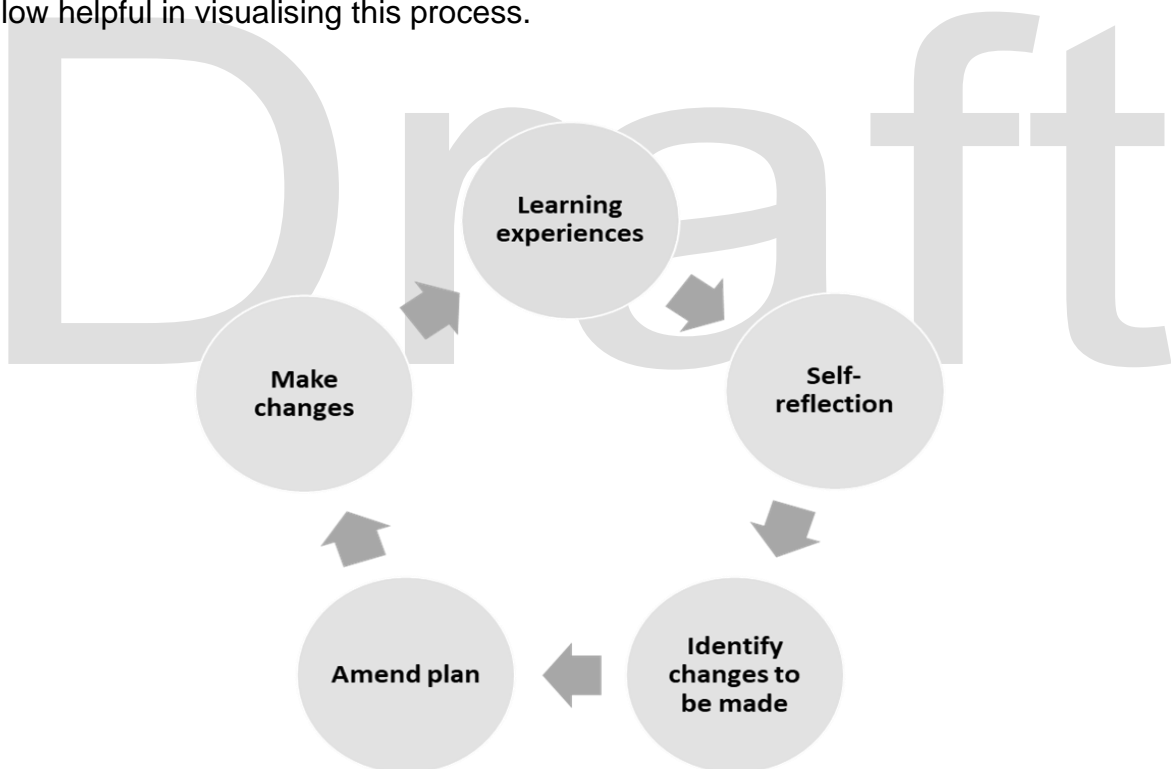 low helpful in visualising this process.
Draft
Learning
experiences
Self-
reflection
Identify
changes to
be made
Amend plan
Make
changes